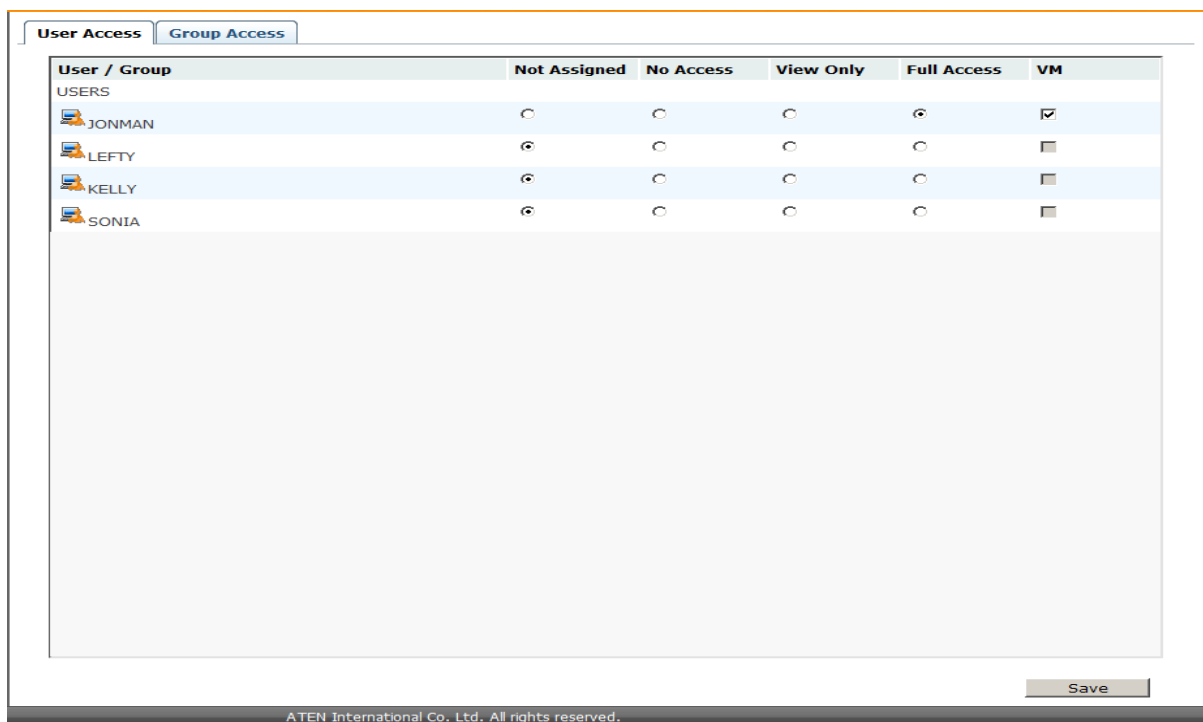 User Access Group Access
User / Group Not Assigned No Access View Only Full Access VM
USERS
JONMAN
LEFTY
KELLY
SONIA
Save
ATEN International Co. Ltd. All rights reserved.